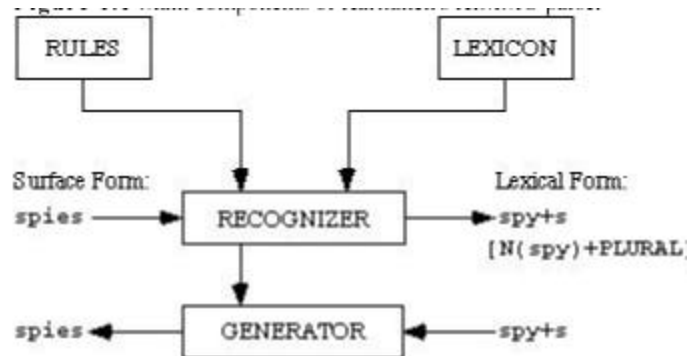 RULES
LEXICON
Surface Form:
Lexical Form:
spies
RECOGNIZER
spy+s
[N(spy)+PLURAL]
spies
GENERATOR
spy+s